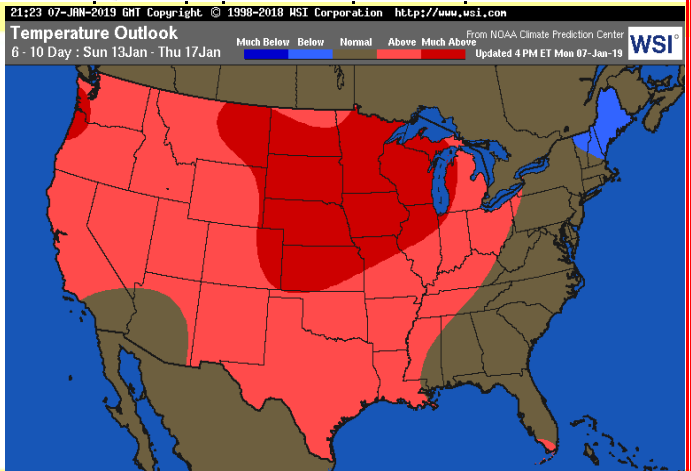 21:23 07-JAN-2019 GMT Copyright © 1998-2018 WSI Corporation http://www.wsi.com
Temperature Outlook
From NOAA Climate Prediction Center
WSI
6 - 10 Day : Sun 13Jan - Thu 17Jan
Much Below Below Normal Above Much Above
Updated 4 PM ET Mon 07-Jan-19